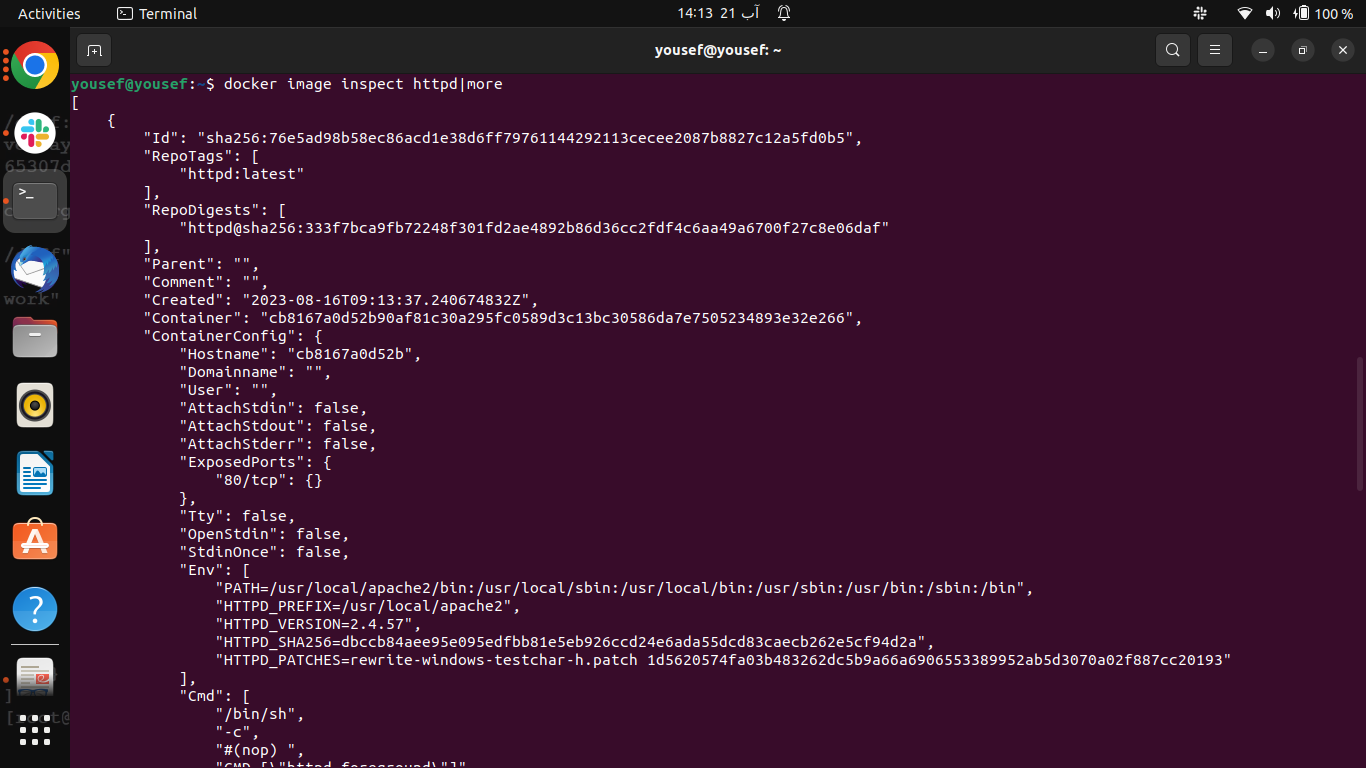 Activities
Terminal
14:13 21 آب
100 %
yousef@yousef: ~
yousef@yousef:~$ docker image inspect httpd|more
[
    {
        "Id": "sha256:76e5ad98b58ec86acd1e38d6ff79761144292113cecee2087b8827c12a5fd0b5",
        "RepoTags": [
            "httpd:latest"
        ],
        "RepoDigests": [
            "httpd@sha256:333f7bca9fb72248f301fd2ae4892b86d36cc2fdf4c6aa49a6700f27c8e06daf"
        ],
        "Parent": "",
        "Comment": "",
        "Created": "2023-08-16T09:13:37.240674832Z",
        "Container": "cb8167a0d52b90af81c30a295fc0589d3c13bc30586da7e7505234893e32e266",
        "ContainerConfig": {
            "Hostname": "cb8167a0d52b",
            "Domainname": "",
            "User": "",
            "AttachStdin": false,
            "AttachStdout": false,
            "AttachStderr": false,
            "ExposedPorts": {
                "80/tcp": {}
            },
            "Tty": false,
            "OpenStdin": false,
            "StdinOnce": false,
            "Env": [
                "PATH=/usr/local/apache2/bin:/usr/local/sbin:/usr/local/bin:/usr/sbin:/usr/bin:/sbin:/bin",
                "HTTPD_PREFIX=/usr/local/apache2",
                "HTTPD_VERSION=2.4.57",
                "HTTPD_SHA256=dbccb84aee95e095edfbb81e5eb926ccd24e6ada55dcd83caecb262e5cf94d2a",
                "HTTPD_PATCHES=rewrite-windows-testchar-h.patch 1d5620574fa03b483262dc5b9a66a6906553389952ab5d3070a02f887cc20193"
            ],
            "Cmd": [
                "/bin/sh",
                "-c",
                "#(nop) ",
                "CMD [\"httpd-foreground\"]"
65307d
work"